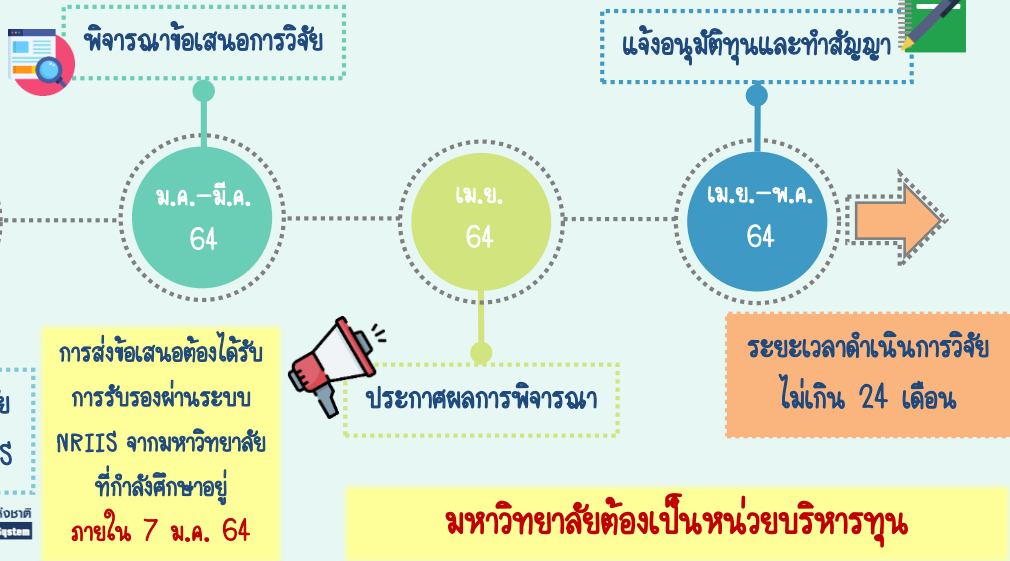 พิจารณาข้อเสนอการวิจัย
แจ้งอนุมัติทุนและทำสัญญา
ม.ค.-มี.ค.
64
เม.ย.
64
เม.ย.-พ.ค.
64
การส่งข้อเสนอต้องได้รับ
การรับรองผ่านระบบ
NRIIS จากมหาวิทยาลัย
ที่กำลังศึกษาอยู่
ภายใน 7 ม.ค. 64
ประกาศผลการพิจารณา
ระยะเวลาดำเนินการวิจัย
ไม่เกิน 24 เดือน
มหาวิทยาลัยต้องเป็นหน่วยบริหารทุน
System